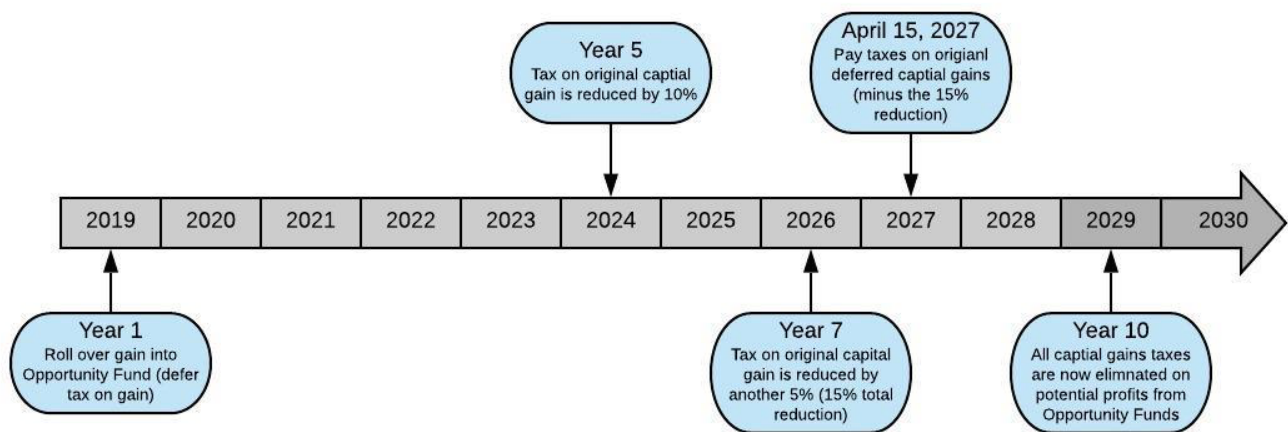 Year 5
Tax on original captial
gain is reduced by 10%
April 15, 2027
Pay taxes on origianl
deferred captial gains
(minus the 15%
reduction)
2019
2020
2021
2022
2023
2024
2025
2026
2027
2028
2029
2030
Year 1
Roll over gain into
Opportunity Fund (defer
tax on gain)
Year 7
Tax on original capital
gain is reduced by
another 5% (15% total
reduction)
Year 10
All captial gains taxes
are now elimnated on
potential profits from
Opportunity Funds